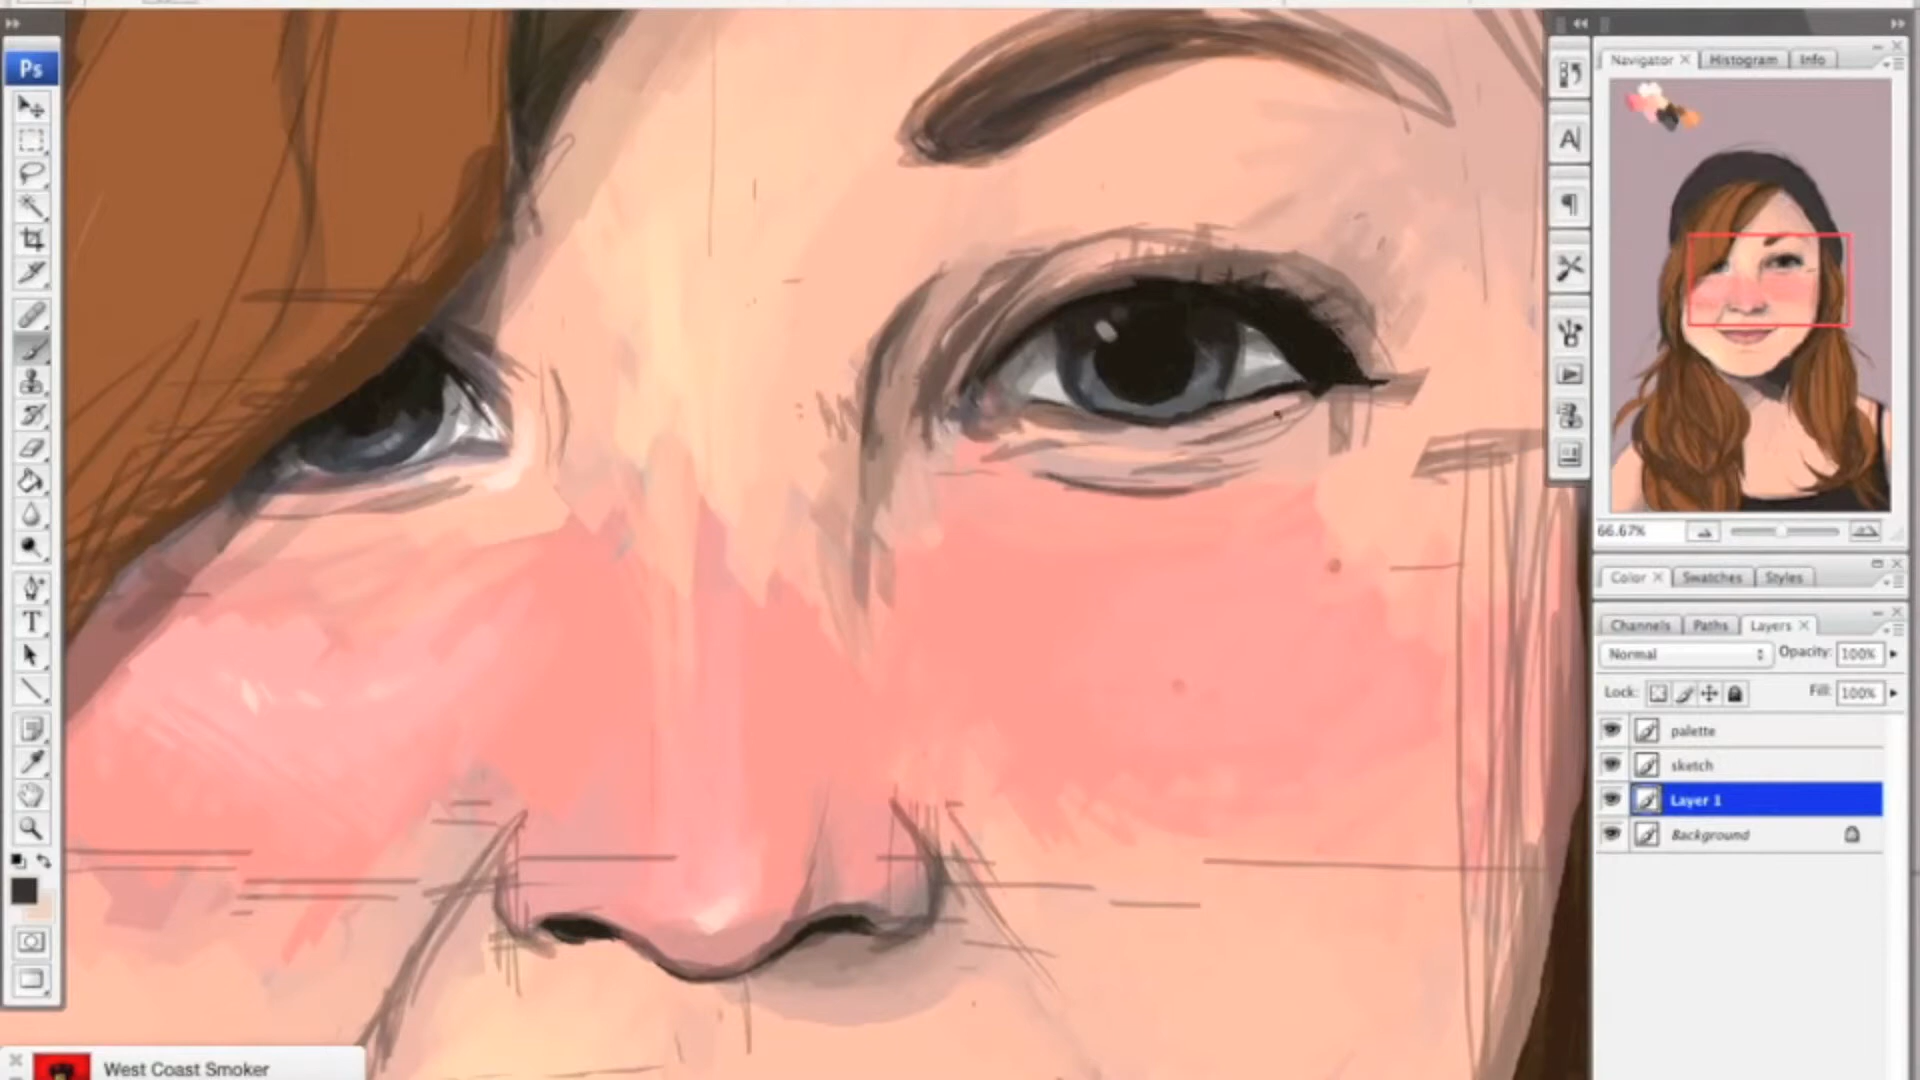 Ps
Navigator
Histogram
Info
A
¶
66.67%
Color
Swatches
Styles
Channels
Paths
Layers
Normal
Opacity: 100%
Lock:
Fill: 100%
palette
sketch
Layer 1
Background
T
West Coast Smoker